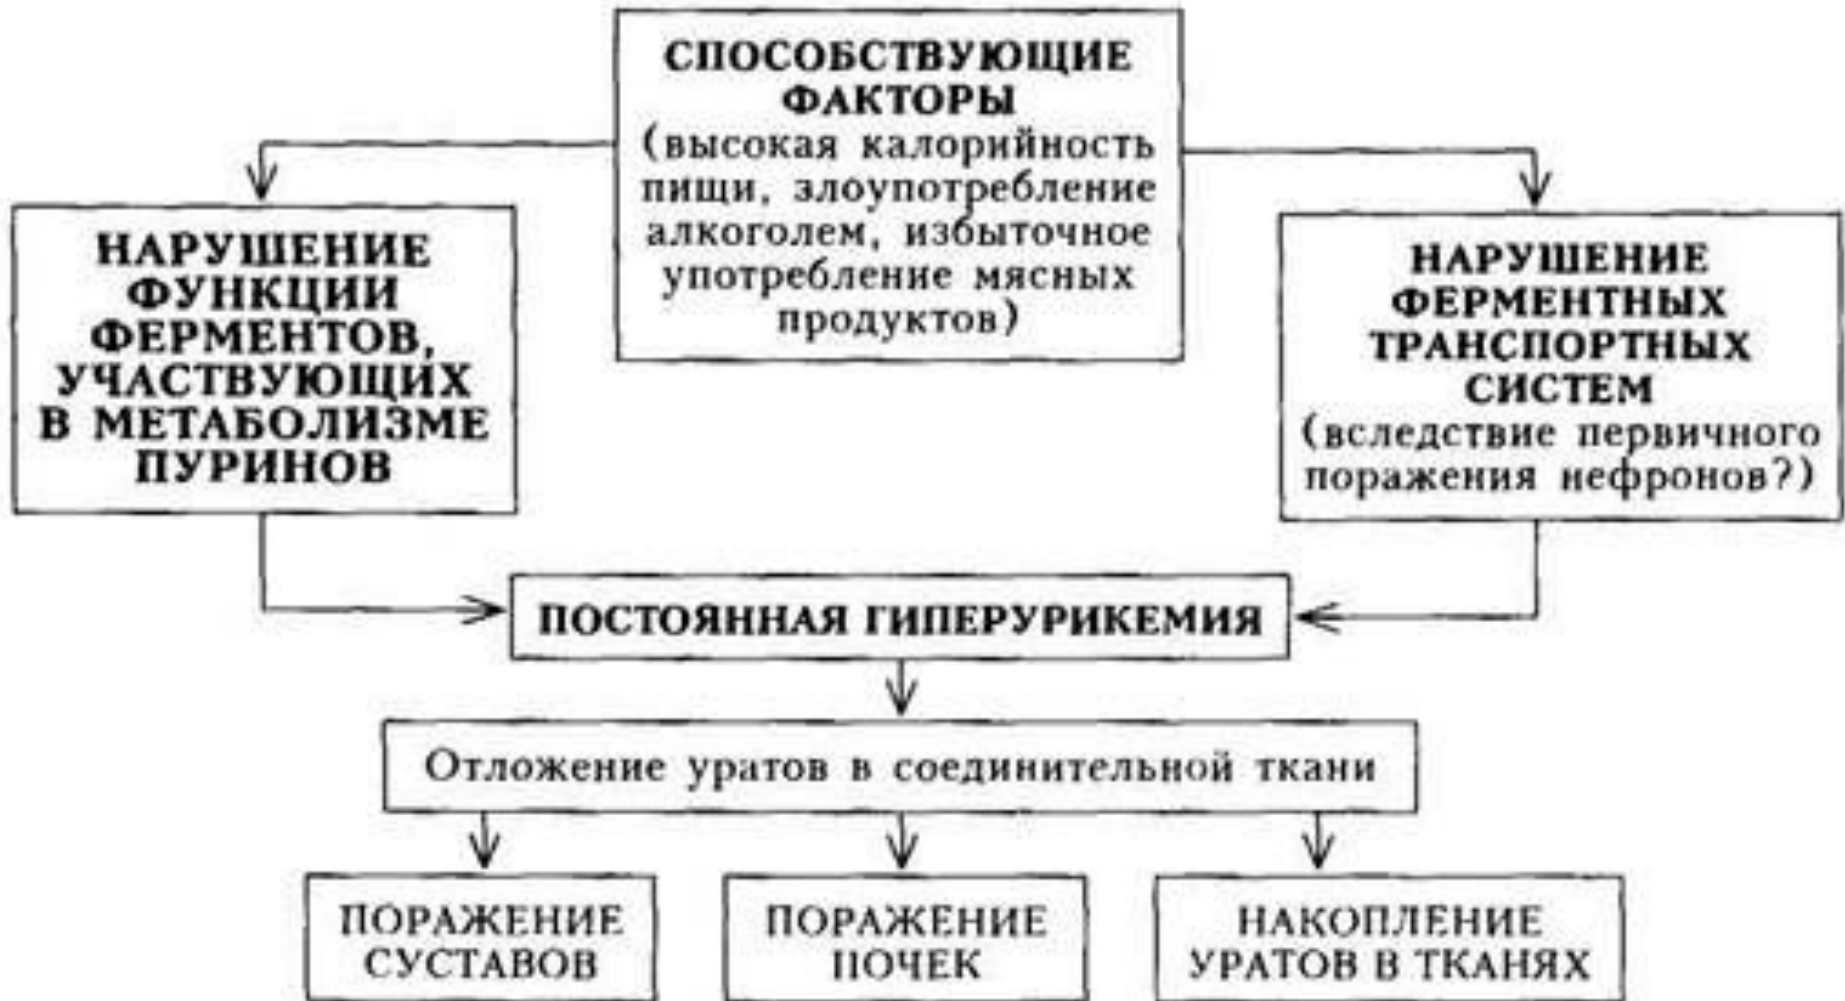 СПОСОБСТВУЮЩИЕ
ФАКТОРЫ
(высокая калорийность
пищи, злоупотребление
алкоголем, избыточное
употребление мясных
продуктов)
НАРУШЕНИЕ
ФУНКЦИИ
ФЕРМЕНТОВ,
УЧАСТВУЮЩИХ
В МЕТАБОЛИЗМЕ
ПУРИНОВ
НАРУШЕНИЕ
ФЕРМЕНТНЫХ
ТРАНСПОРТНЫХ
СИСТЕМ
(вследствие первичного
поражения нефронов?)
ПОСТОЯННАЯ ГИПЕРУРИКЕМИЯ
Отложение уратов в соединительной ткани
ПОРАЖЕНИЕ
СУСТАВОВ
ПОРАЖЕНИЕ
ПОЧЕК
НАКОПЛЕНИЕ
УРАТОВ В ТКАНЯХ